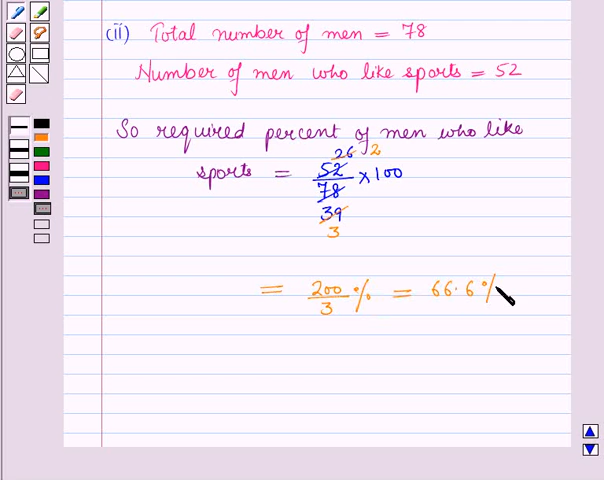 (ii) Total number of men = 78
Number of men who like sports = 52
So required percent of men who like
26 2
sports = 52/78 × 100
39
3
= 200/3 % = 66.6%